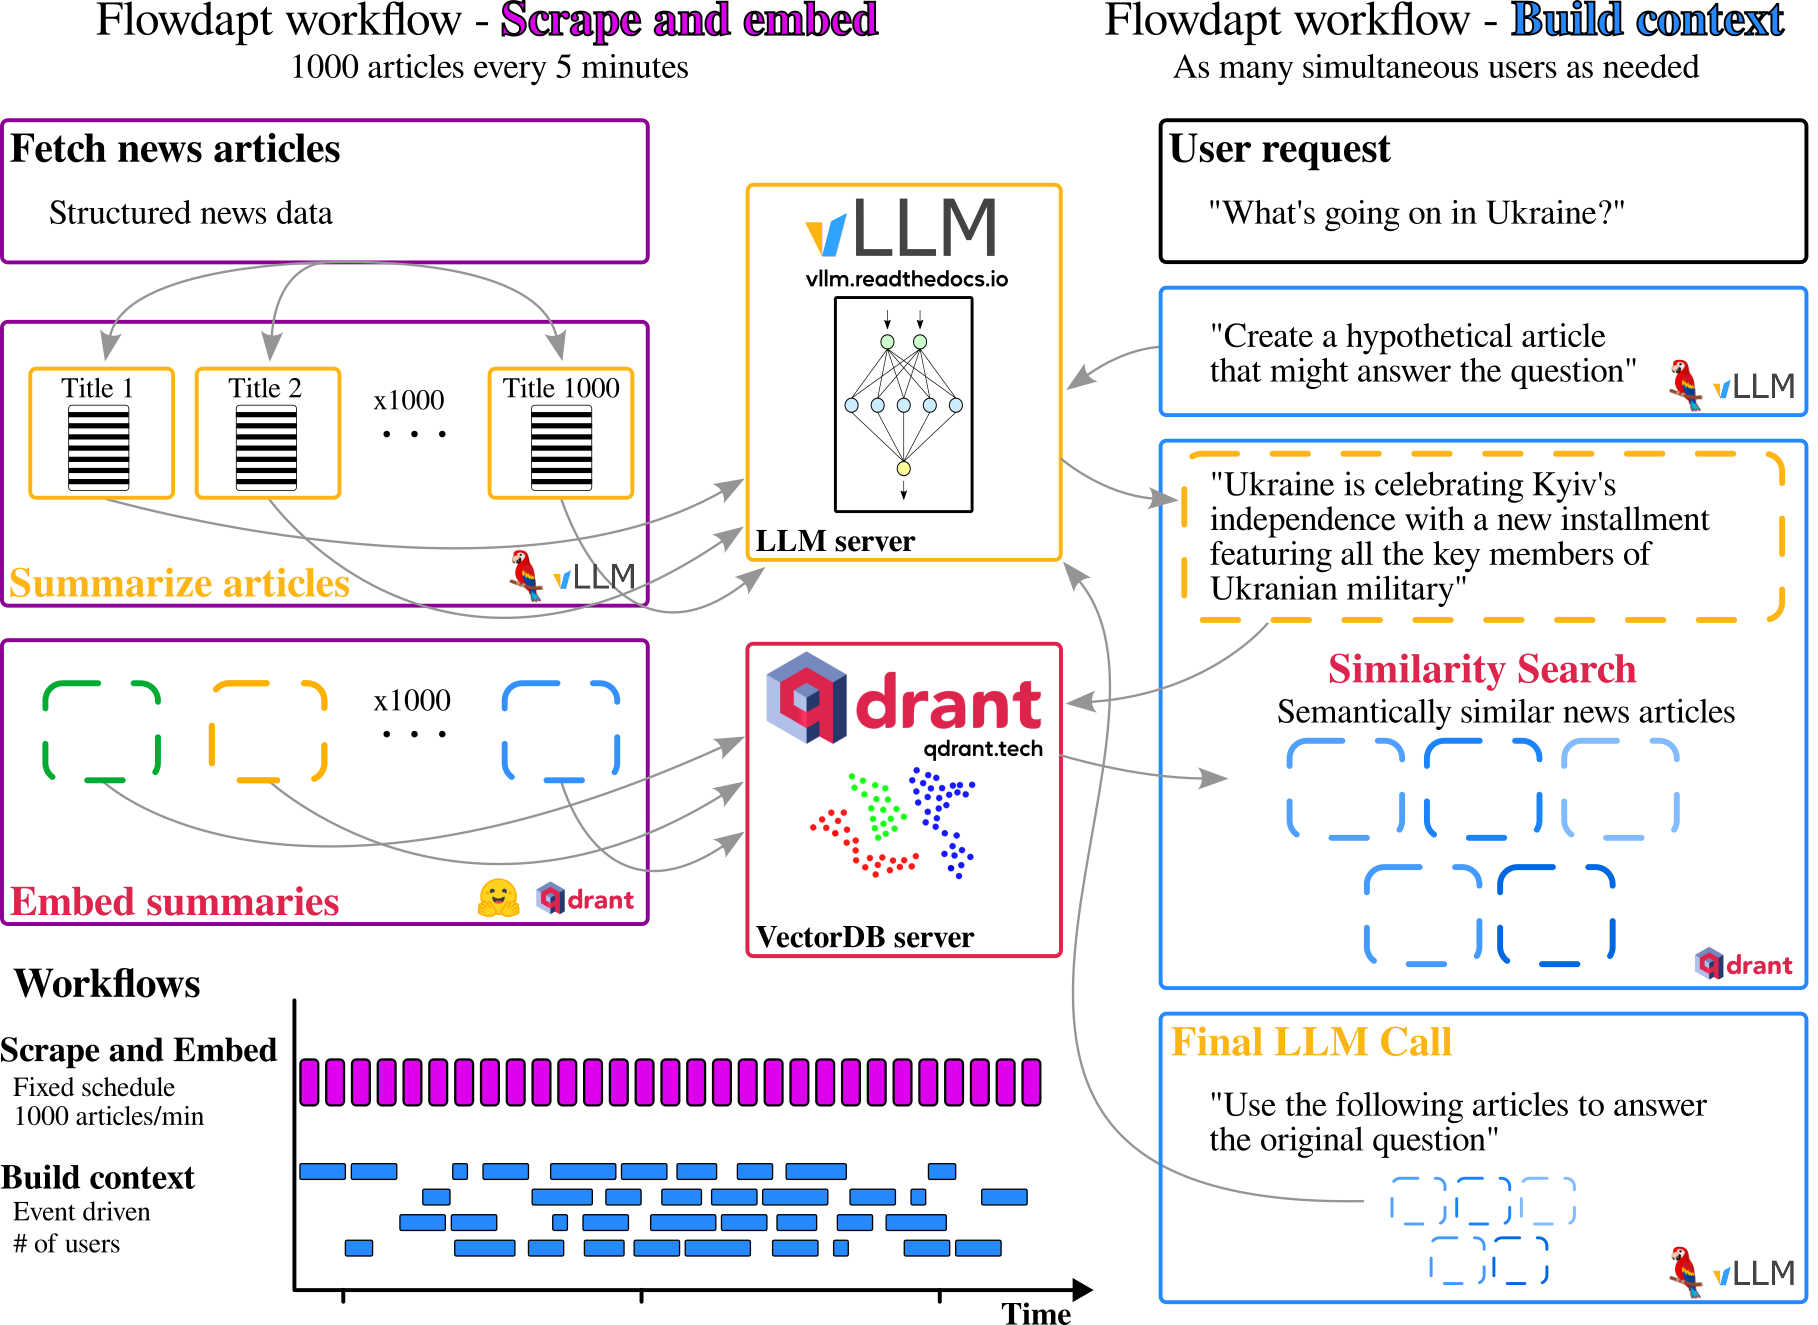 Flowdapt workflow - Scrape and embed
1000 articles every 5 minutes
Fetch news articles
Structured news data
Title 1
Title 2
x1000
. . .
Title 1000
Summarize articles
vLLM
x1000
. . .
Embed summaries
qdrant
vLLM
vllm.readthedocs.io
LLM server
qdrant
qdrant.tech
VectorDB server
Flowdapt workflow - Build context
As many simultaneous users as needed
User request
"What's going on in Ukraine?"
"Create a hypothetical article
that might answer the question"
vLLM
"Ukraine is celebrating Kyiv's
independence with a new installment
featuring all the key members of
Ukranian military"
Similarity Search
Semantically similar news articles
qdrant
Final LLM Call
"Use the following articles to answer
the original question"
vLLM
Workflows
Scrape and Embed
Fixed schedule
1000 articles/min
Build context
Event driven
# of users
Time